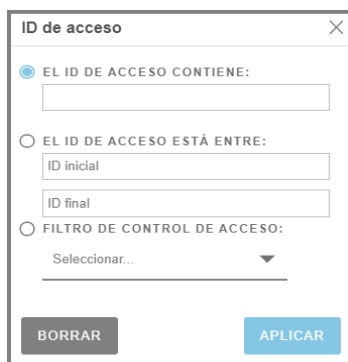 ID de acceso
EL ID DE ACCESO CONTIENE:
EL ID DE ACCESO ESTÁ ENTRE:
ID inicial
ID final
FILTRO DE CONTROL DE ACCESO:
Seleccionar...
BORRAR APLICAR